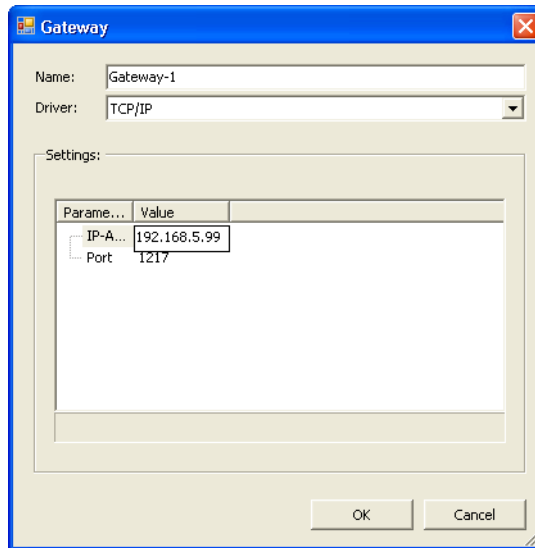 Gateway
Name: Gateway-1
Driver: TCP/IP
Settings:
Parame... Value
IP-A... 192.168.5.99
Port 1217
OK Cancel